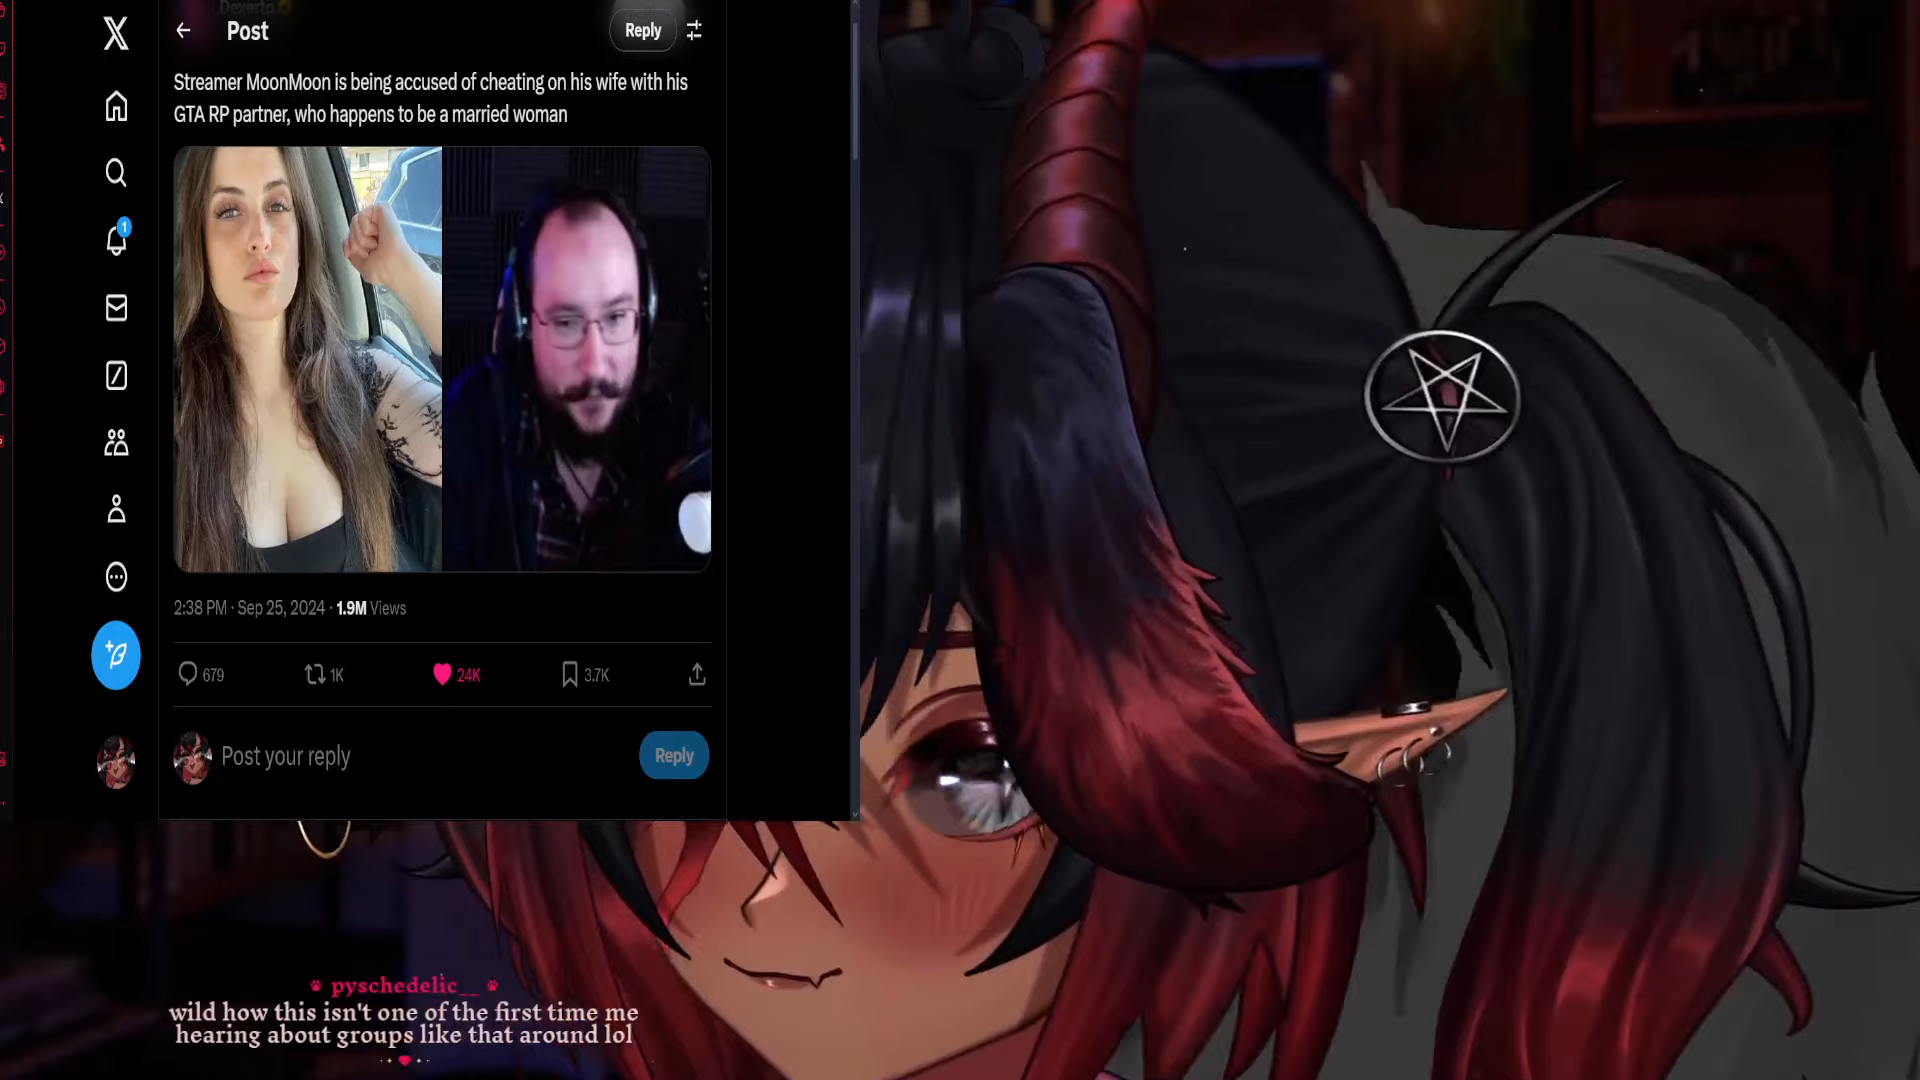 Dexerto
Post
Reply
Streamer MoonMoon is being accused of cheating on his wife with his
GTA RP partner, who happens to be a married woman
1
2:38 PM · Sep 25, 2024 · 1.9M Views
679
1K
24K
3.7K
Post your reply
Reply
pyschedelic__
wild how this isn't one of the first time me
hearing about groups like that around lol